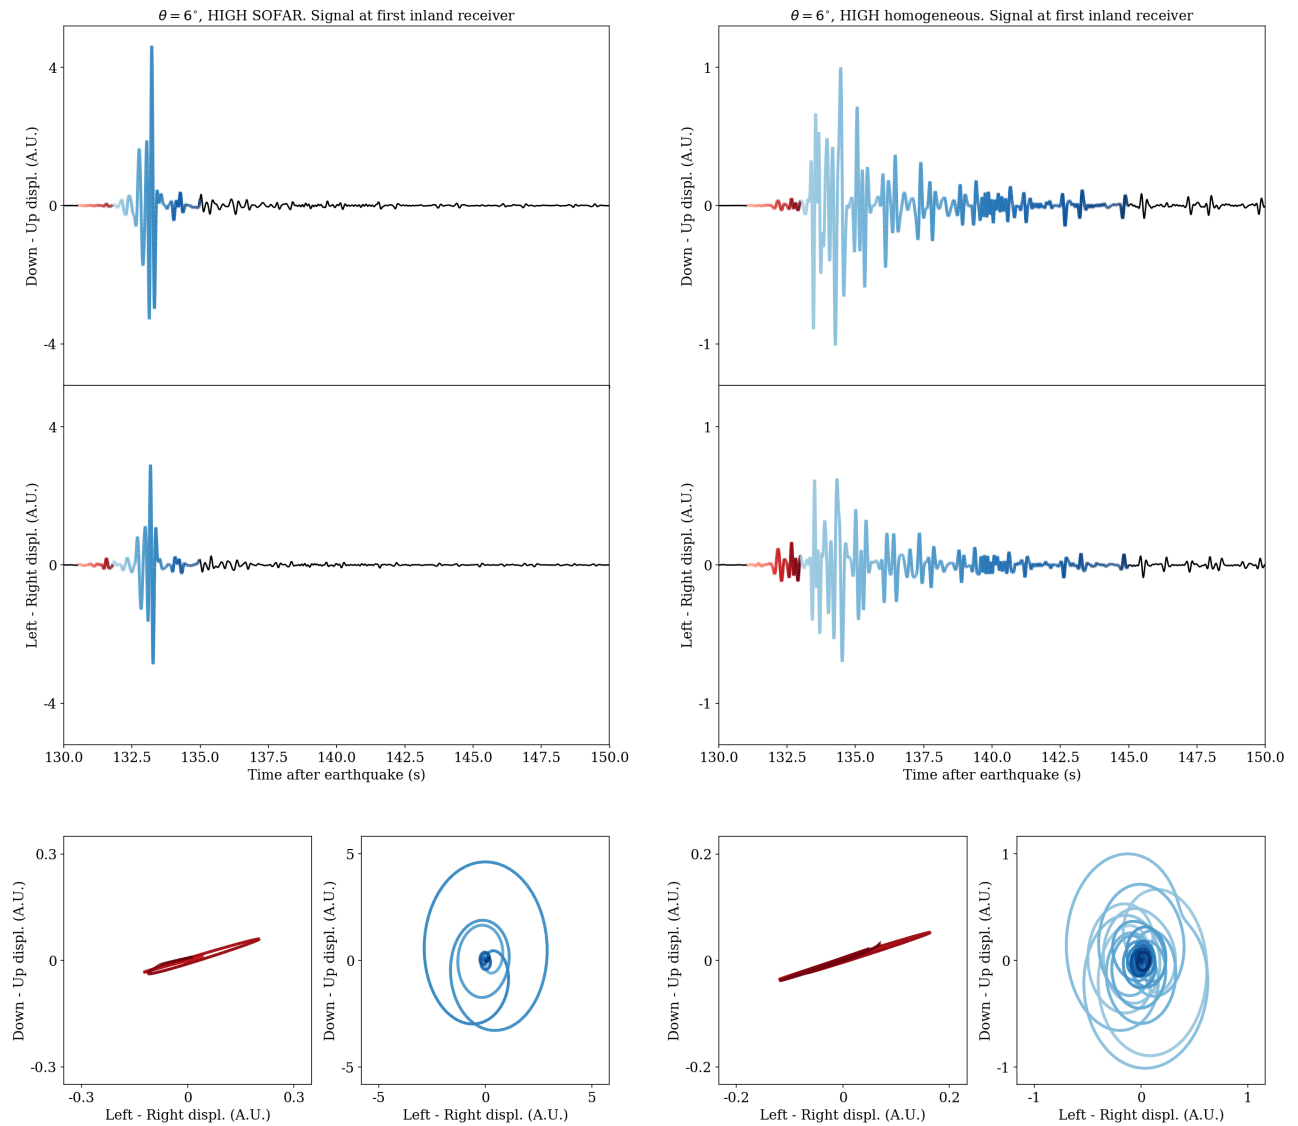 θ = 6°, HIGH SOFAR. Signal at first inland receiver
θ = 6°, HIGH homogeneous. Signal at first inland receiver
Down - Up displ. (A.U.)
4
0
-4
Down - Up displ. (A.U.)
1
0
-1
Left - Right displ. (A.U.)
4
0
-4
Left - Right displ. (A.U.)
1
0
-1
130.0 132.5 135.0 137.5 140.0 142.5 145.0 147.5 150.0
Time after earthquake (s)
130.0 132.5 135.0 137.5 140.0 142.5 145.0 147.5 150.0
Time after earthquake (s)
Down - Up displ. (A.U.)
0.3
0
-0.3
-0.3 0 0.3
Left - Right displ. (A.U.)
Down - Up displ. (A.U.)
5
0
-5
-5 0 5
Left - Right displ. (A.U.)
Down - Up displ. (A.U.)
0.2
0
-0.2
-0.2 0 0.2
Left - Right displ. (A.U.)
Down - Up displ. (A.U.)
1
0
-1
-1 0 1
Left - Right displ. (A.U.)